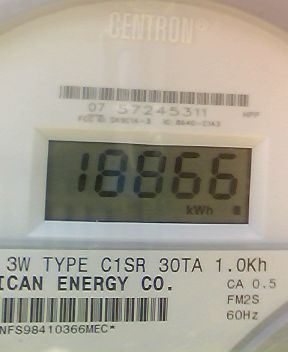 CENTRON®
07 57245311
18866
kWh
3W TYPE C1SR 30TA 1.0Kh
ICAN ENERGY CO.
CA 0.5
FM2S
60Hz
NFS98410366MEC*